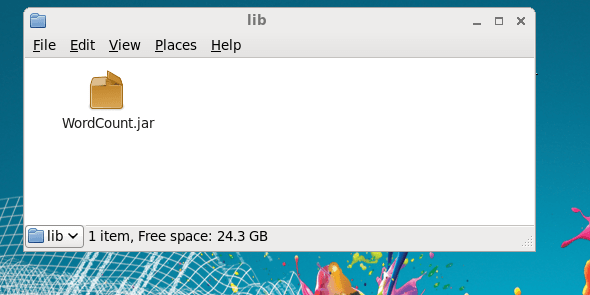 lib
File Edit View Places Help
WordCount.jar
lib 1 item, Free space: 24.3 GB